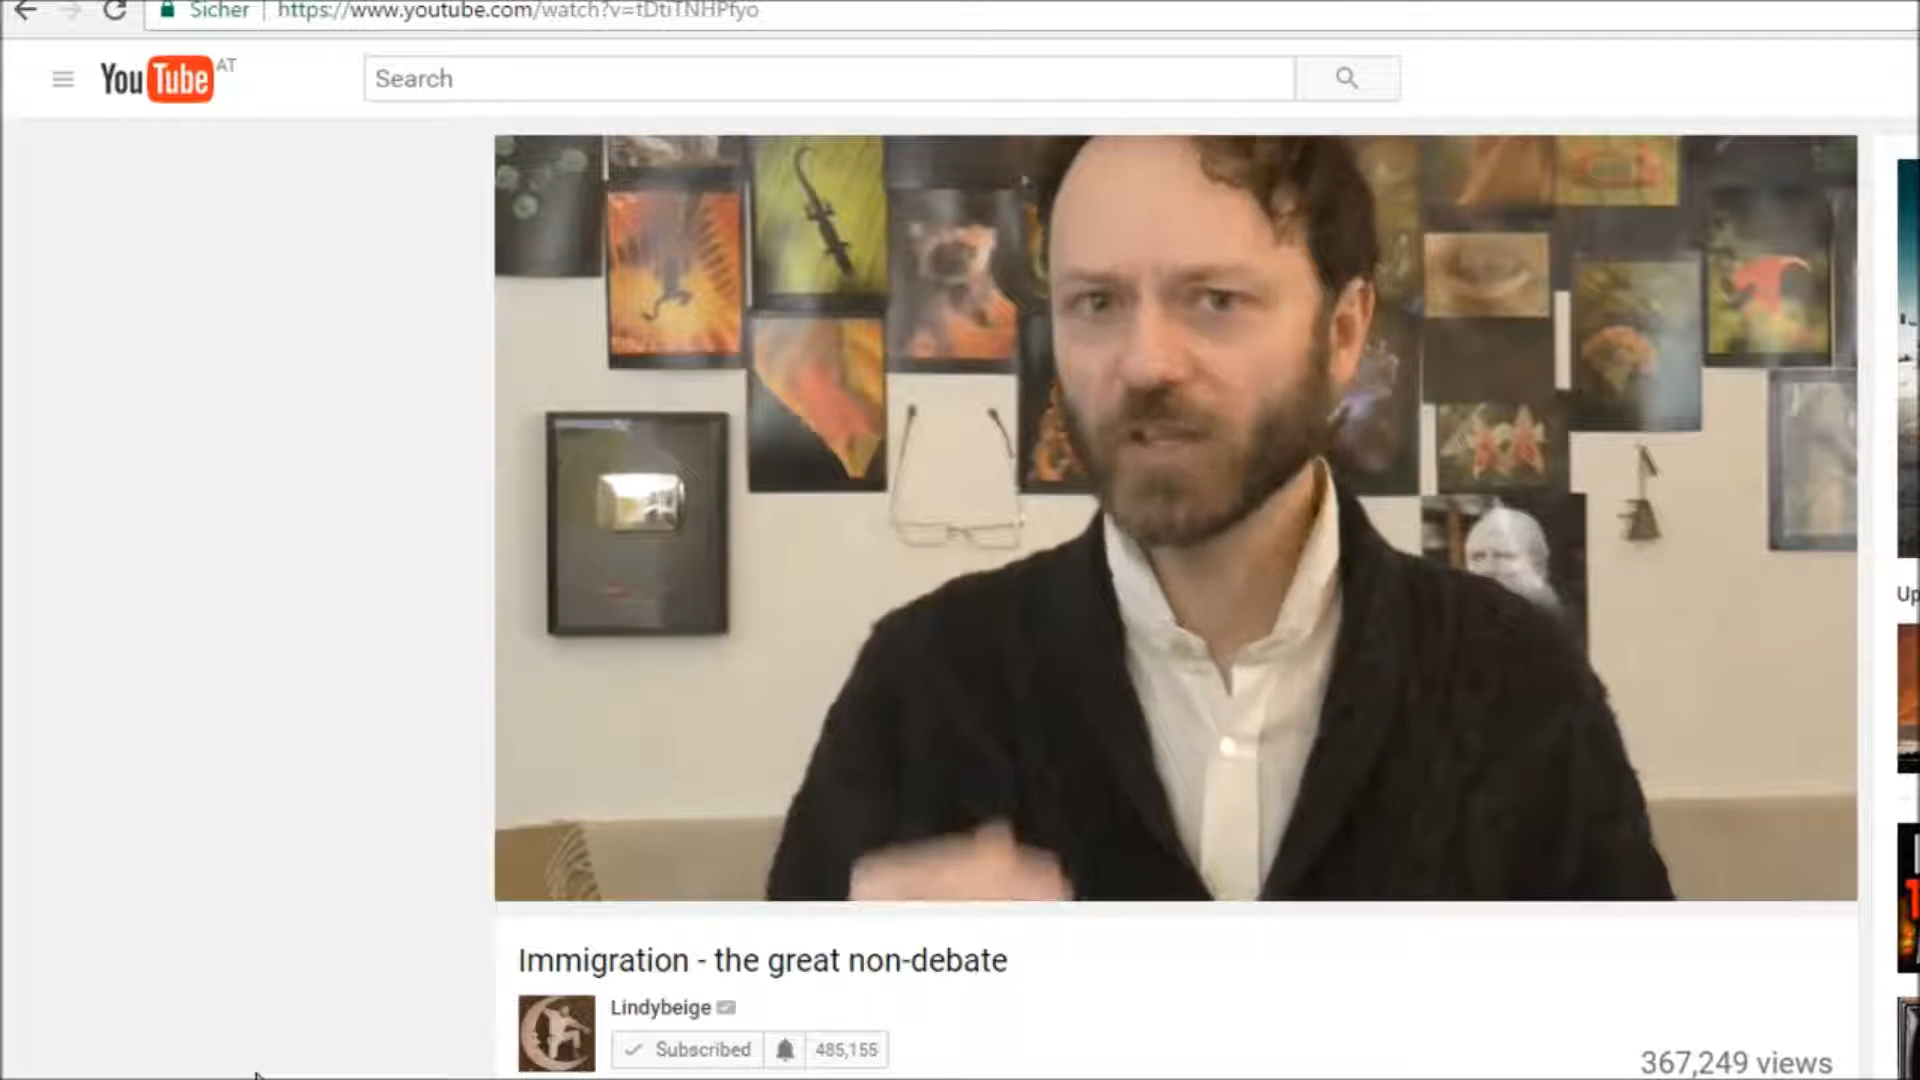 Sicher https://www.youtube.com/watch?v=tDtiTNHPfyo
YouTube AT
Search
Up
Immigration - the great non-debate
Lindybeige
Subscribed 485,155
367,249 views